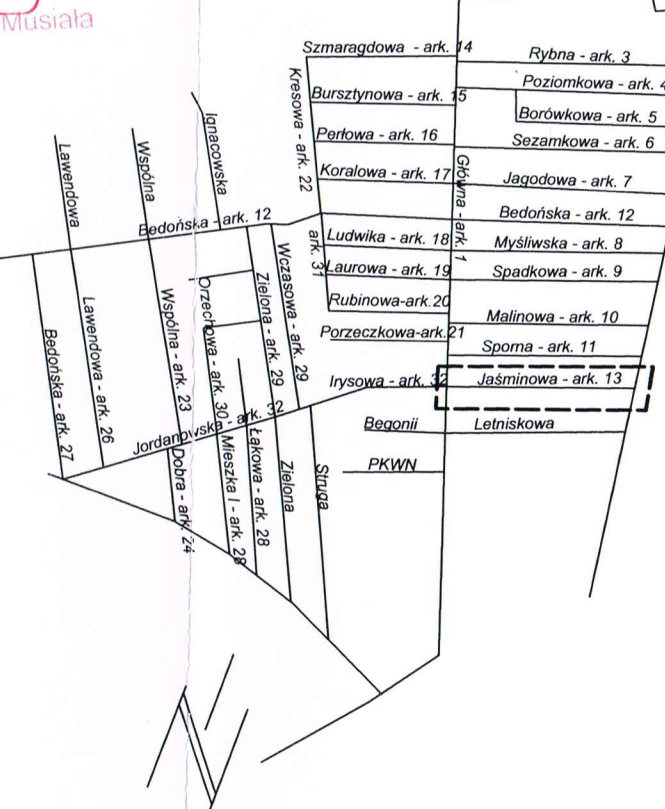 Musiała
Szmaragdowa - ark. 14
Rybna - ark. 3
Poziomkowa - ark. 4
Bursztynowa - ark. 15
Borówkowa - ark. 5
Kresowa - ark. 22
Perłowa - ark. 16
Sezamkowa - ark. 6
Ignacowska
Koralowa - ark. 17
Główna - ark. 1
Jagodowa - ark. 7
Lawendowa
Wspólna
Bedońska - ark. 12
Bedońska - ark. 12
ark. 31
Ludwika - ark. 18
Myśliwska - ark. 8
Laurowa - ark. 19
Spadkowa - ark. 9
Wczasowa - ark. 29
Zielona - ark. 29
Orzechowa - ark. 30
Wspólna - ark. 23
Lawendowa - ark. 26
Bedońska - ark. 27
Rubinowa-ark.20
Malinowa - ark. 10
Porzeczkowa-ark.21
Sporna - ark. 11
Irysowa - ark. 32
Jaśminowa - ark. 13
Jordanowska - ark. 32
Begonii
Letniskowa
PKWN
Dobra - ark. 24
Mieszka I - ark. 28
Łąkowa - ark. 28
Zielona
Struga